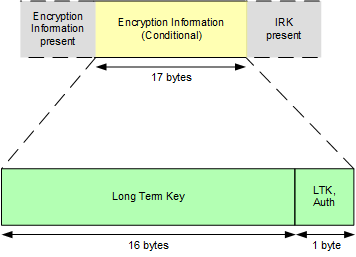 Encryption
Information
present
Encryption Information
(Conditional)
IRK
present
17 bytes
Long Term Key
LTK,
Auth
16 bytes
1 byte